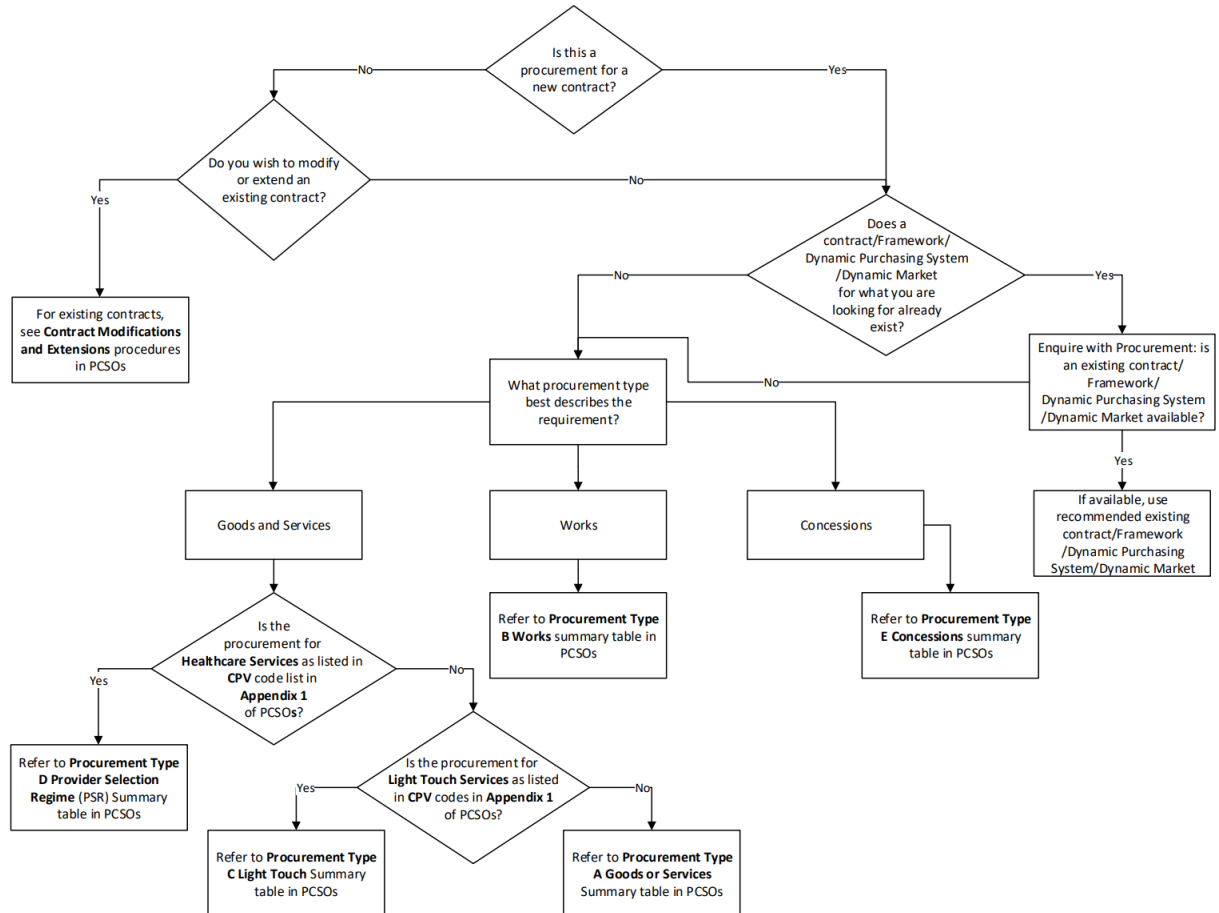 Is this a
procurement for a
new contract?
No
Yes
Do you wish to modify
or extend an
existing contract?
No
Yes
Does a
contract/Framework/
Dynamic Purchasing System
/Dynamic Market
for what you are
looking for already
exist?
No
Yes
For existing contracts,
see Contract Modifications
and Extensions procedures
in PCSOs
Enquire with Procurement: is
an existing contract/
Framework/
Dynamic Purchasing System
/Dynamic Market available?
No
Yes
What procurement type
best describes the
requirement?
If available, use
recommended existing
contract/Framework
/Dynamic Purchasing
System/Dynamic Market
Goods and Services
Works
Concessions
Refer to Procurement Type
B Works summary table in
PCSOs
Refer to Procurement Type
E Concessions summary
table in PCSOs
Is the
procurement for
Healthcare Services as listed in
CPV code list in
Appendix 1
of PCSOs?
Yes
No
Refer to Procurement Type
D Provider Selection
Regime (PSR) Summary
table in PCSOs
Is the procurement for
Light Touch Services as listed
in CPV codes in Appendix 1
of PCSOs?
Yes
No
Refer to Procurement Type
C Light Touch Summary
table in PCSOs
Refer to Procurement Type
A Goods or Services
Summary table in PCSOs